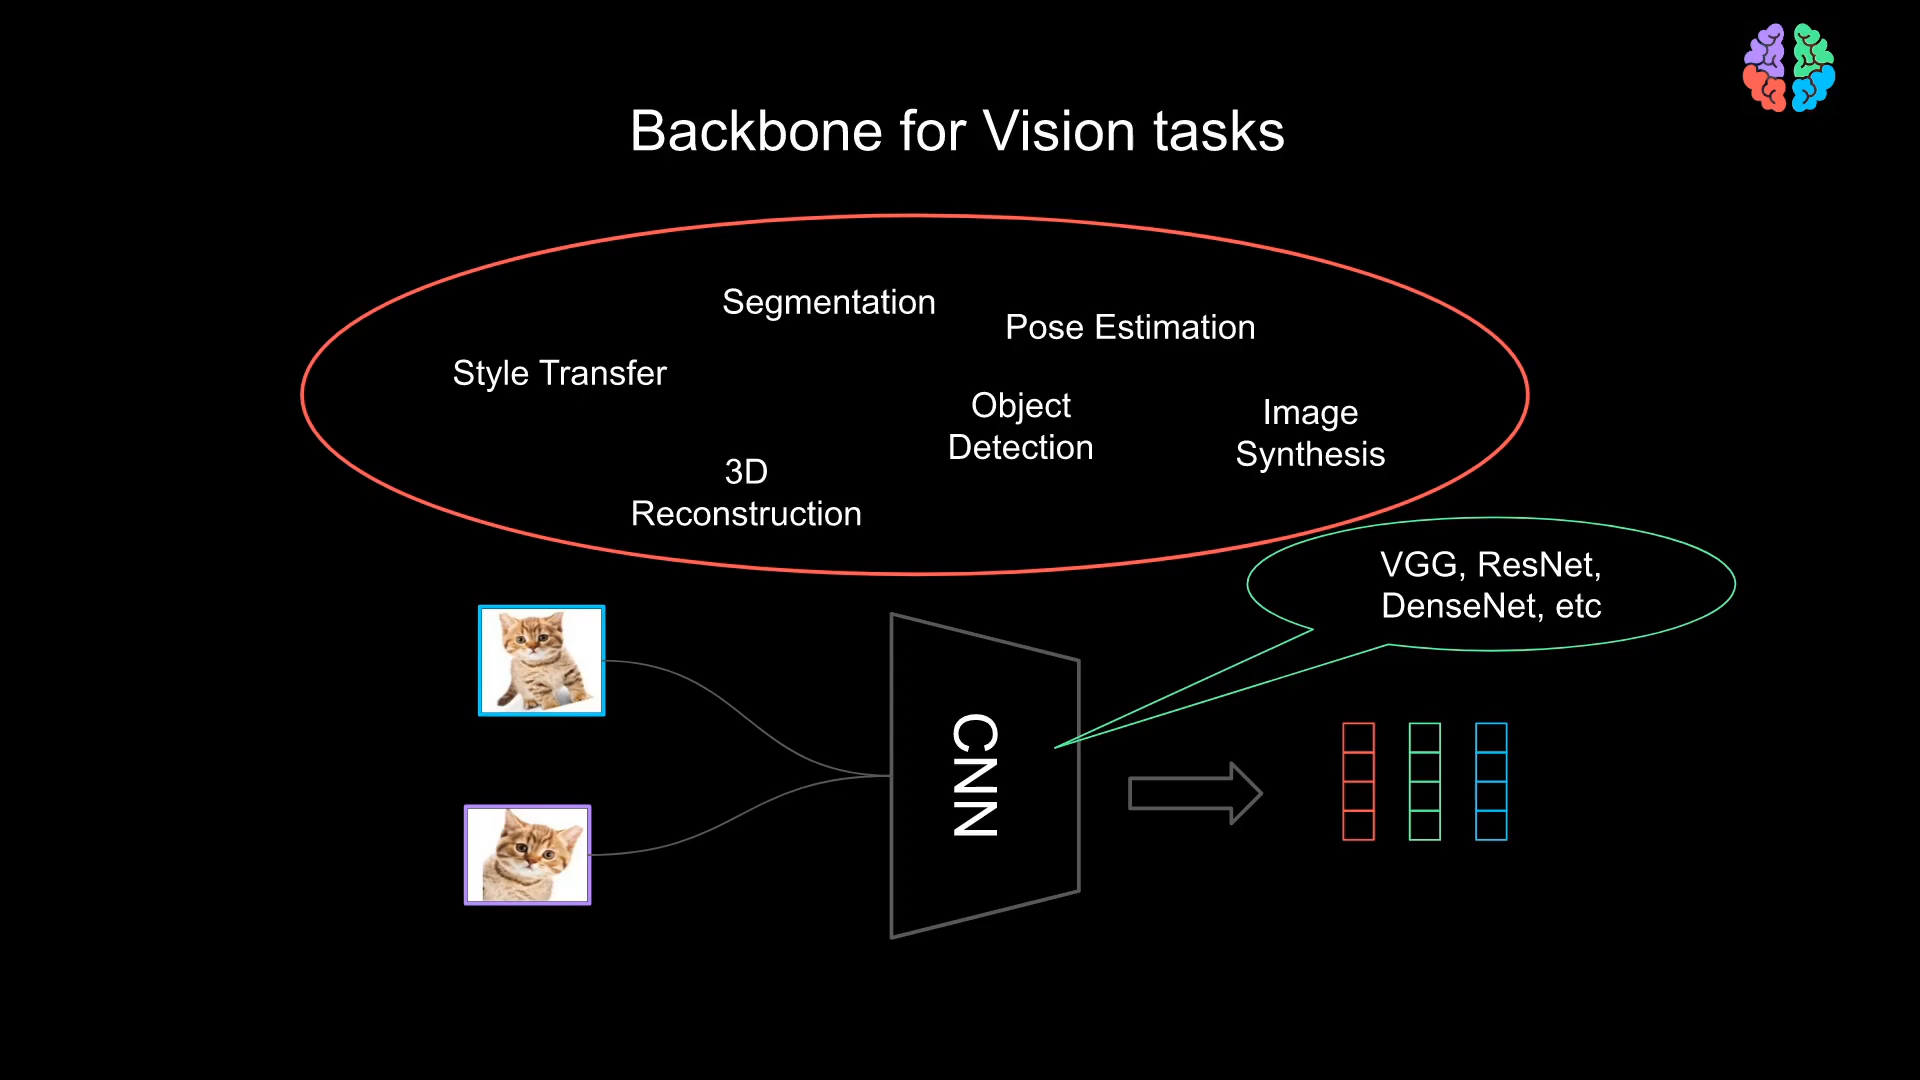 Backbone for Vision tasks
Segmentation
Pose Estimation
Style Transfer
Object
Detection
Image
Synthesis
3D
Reconstruction
VGG, ResNet,
DenseNet, etc
CNN